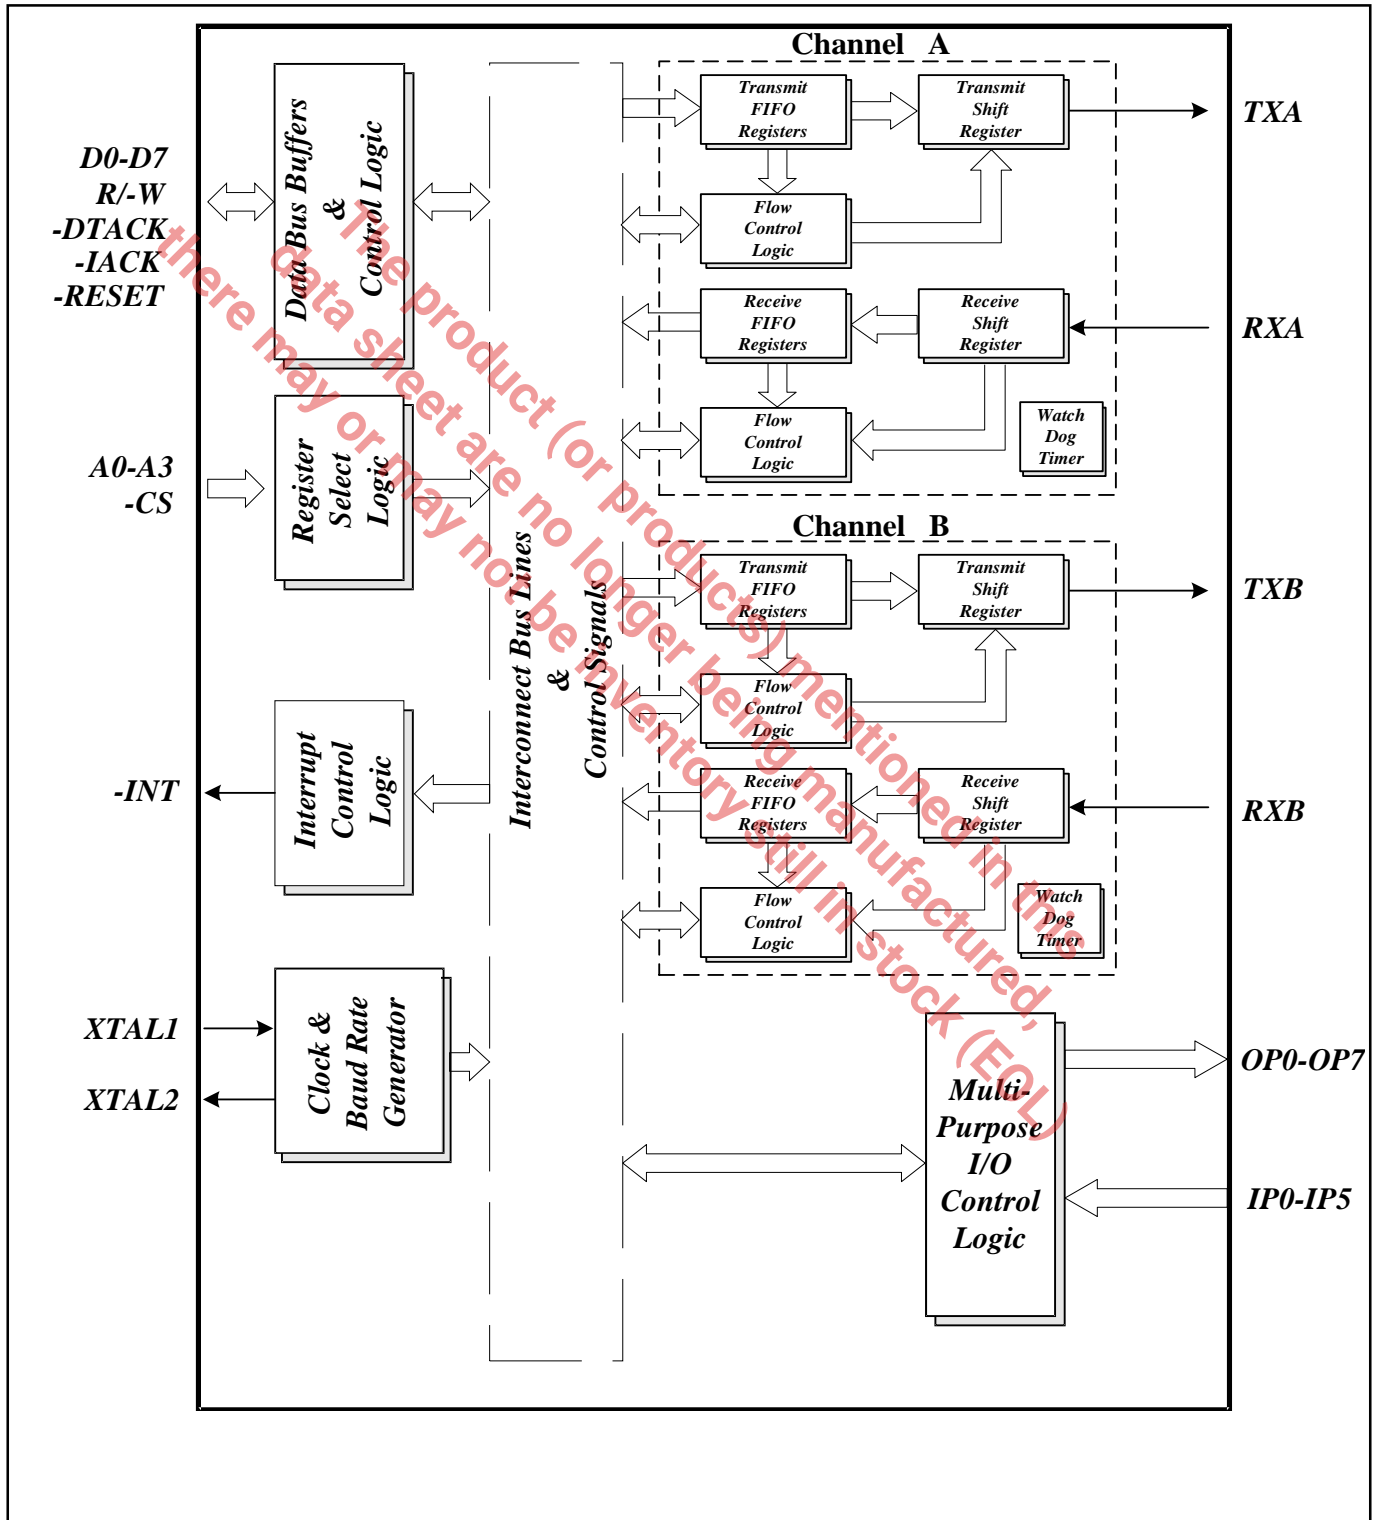 Channel A
D0-D7
R/-W
-DTACK
-IACK
-RESET
Data Bus Buffers
&
Control Logic
A0-A3
-CS
Register
Select
Logic
-INT
Interrupt
Control
Logic
XTAL1
XTAL2
Clock &
Baud Rate
Generator
Interconnect Bus Lines
&
Control Signals
Transmit
FIFO
Registers
Transmit
Shift
Register
TXA
Flow
Control
Logic
Receive
FIFO
Registers
Receive
Shift
Register
RXA
Flow
Control
Logic
Watch
Dog
Timer
Channel B
Transmit
FIFO
Registers
Transmit
Shift
Register
TXB
Flow
Control
Logic
Receive
FIFO
Registers
Receive
Shift
Register
RXB
Flow
Control
Logic
Watch
Dog
Timer
Multi-
Purpose
I/O
Control
Logic
OP0-OP7
IP0-IP5
The product (or products) mentioned in this
data sheet are no longer being manufactured,
there may or may not be inventory still in stock (EOL)